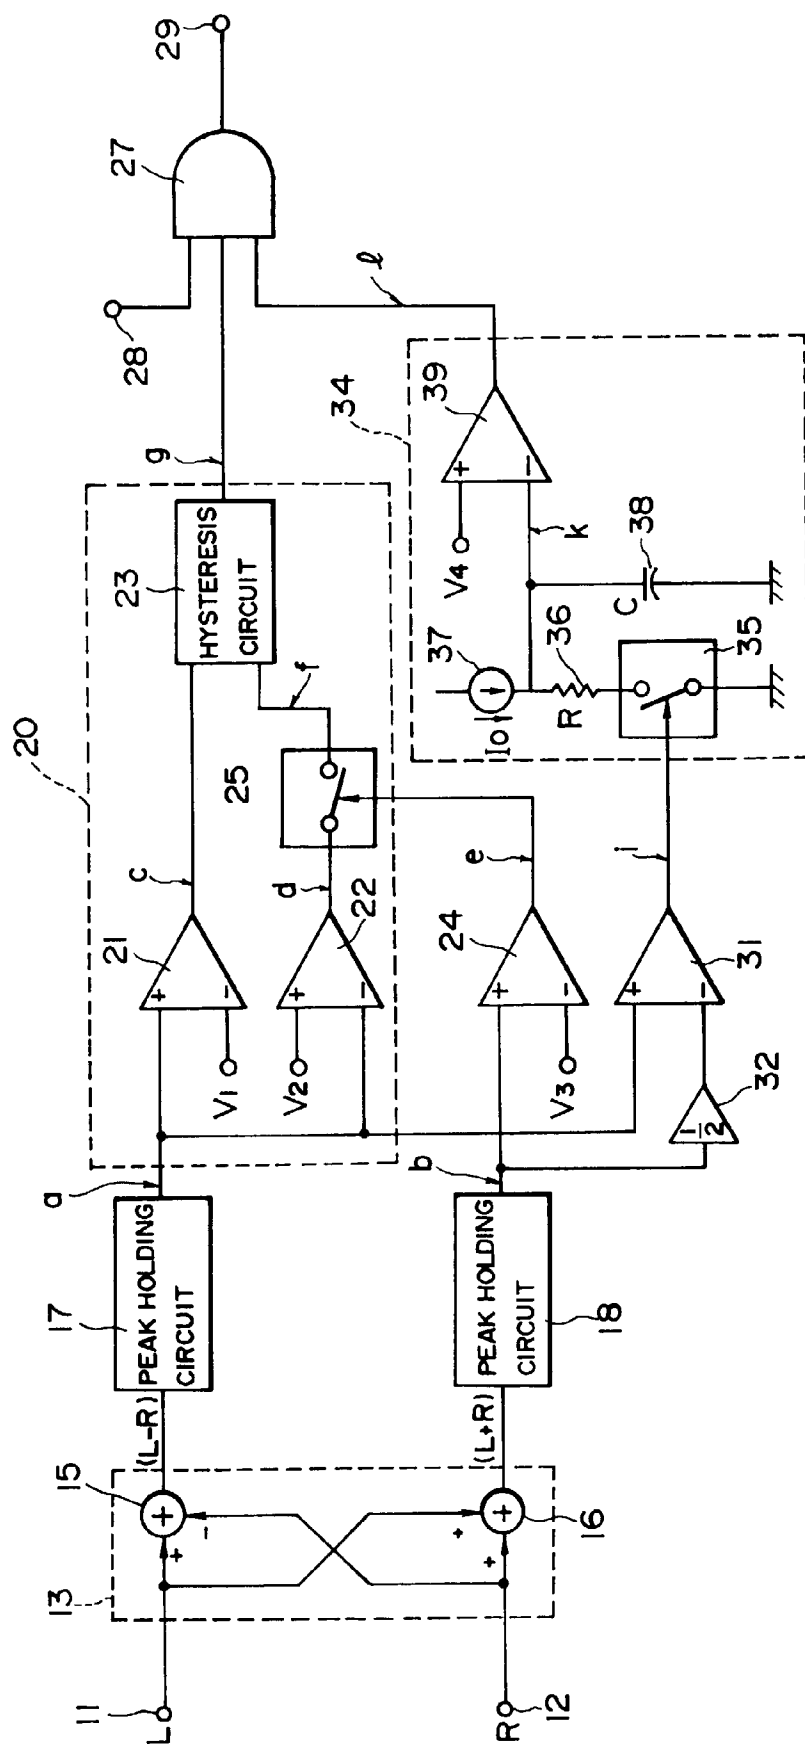 11
L
13
15
+
+
-
(L-R)
17
PEAK HOLDING
CIRCUIT
a
20
21
+
-
V1
c
22
+
-
V2
d
25
f
23
HYSTERESIS
CIRCUIT
g
28
27
29
12
R
+
+
+
16
(L+R)
18
PEAK HOLDING
CIRCUIT
b
24
+
-
V3
e
31
+
-
1/2
32
i
34
37
Io
R
36
35
C
38
k
V4
+
-
39
ℓ